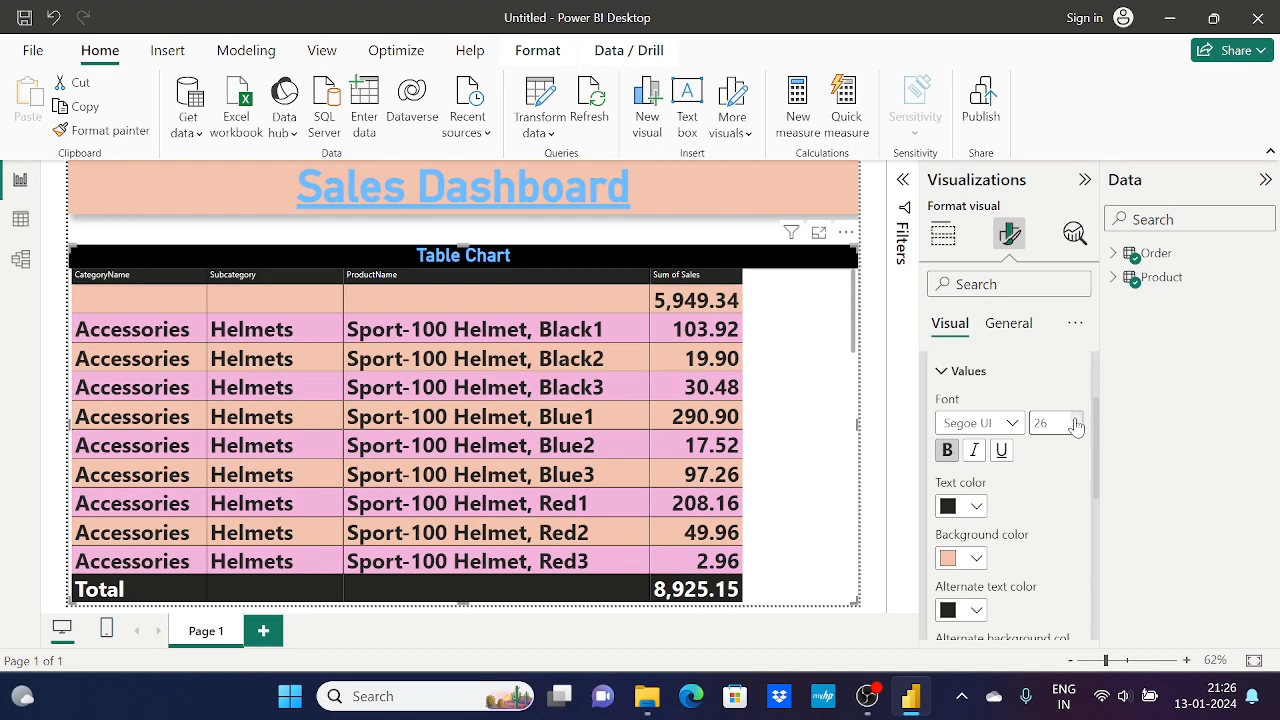 Untitled - Power BI Desktop
Sign in
File Home Insert Modeling View Optimize Help Format Data / Drill
Share
Paste
Cut
Copy
Format painter
Clipboard
Get data
Excel workbook
Data hub
SQL Server
Enter data
Dataverse
Recent sources
Data
Transform data
Refresh
Queries
New visual
Text box
More visuals
Insert
New measure
Quick measure
Calculations
Sensitivity
Sensitivity
Publish
Share
Sales Dashboard
Table Chart
CategoryName Subcategory ProductName Sum of Sales
5,949.34
Accessories Helmets Sport-100 Helmet, Black1 103.92
Accessories Helmets Sport-100 Helmet, Black2 19.90
Accessories Helmets Sport-100 Helmet, Black3 30.48
Accessories Helmets Sport-100 Helmet, Blue1 290.90
Accessories Helmets Sport-100 Helmet, Blue2 17.52
Accessories Helmets Sport-100 Helmet, Blue3 97.26
Accessories Helmets Sport-100 Helmet, Red1 208.16
Accessories Helmets Sport-100 Helmet, Red2 49.96
Accessories Helmets Sport-100 Helmet, Red3 2.96
Total 8,925.15
Filters
Visualizations
Format visual
Search
Visual General ...
Values
Font
Segoe UI 26
B I U
Text color
Background color
Alternate text color
Alternate background col
Data
Search
Order
Product
Page 1
Page 1 of 1
62%
Search
hp
ENG
IN
21:26
13-01-2024